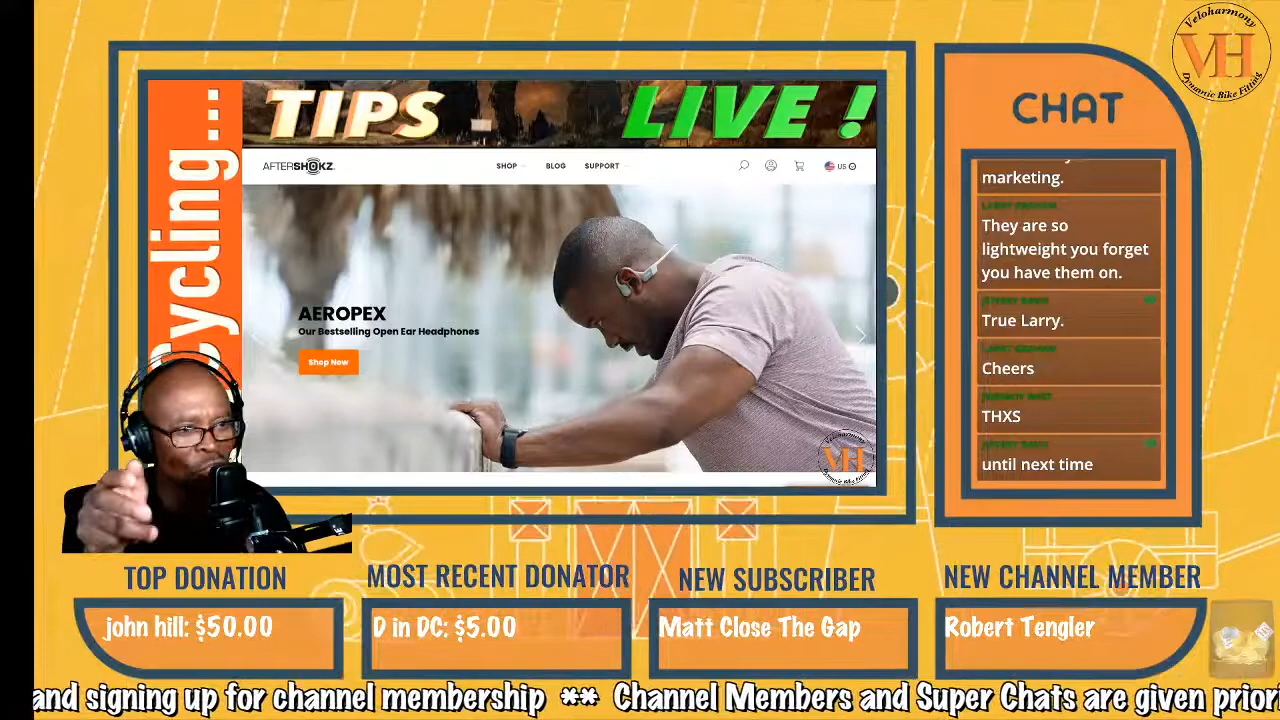 Veloharmony
VH
Dynamic Bike Fitting
TIPS LIVE !
Cycling...
AFTERSHOKZ
SHOP
BLOG
SUPPORT
US
AEROPEX
Our Bestselling Open Ear Headphones
Shop Now
Veloharmony
VH
CHAT
marketing.
They are so
lightweight you forget
you have them on.
True Larry.
Cheers
THXS
until next time
TOP DONATION
john hill: $50.00
MOST RECENT DONATOR
D in DC: $5.00
NEW SUBSCRIBER
Matt Close The Gap
NEW CHANNEL MEMBER
Robert Tengler
and signing up for channel membership ** Channel Members and Super Chats are given prior